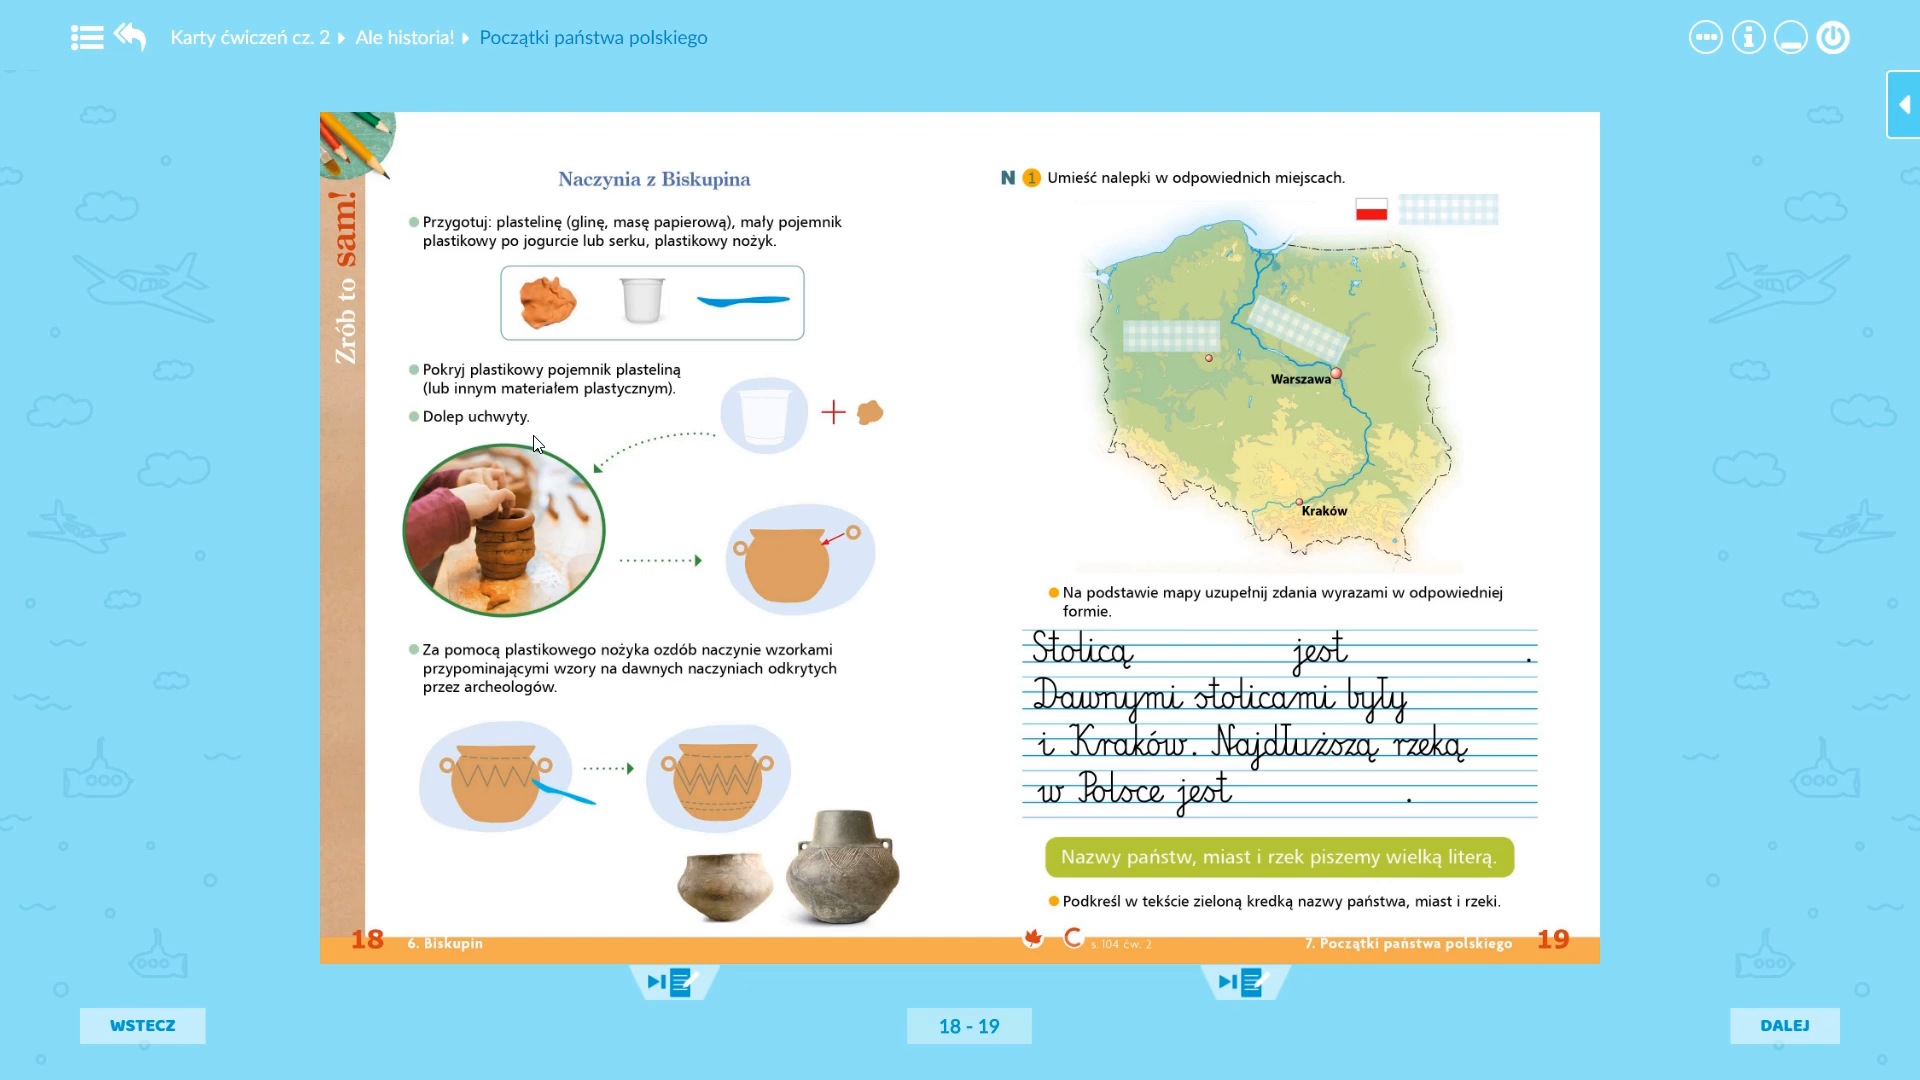 Karty ćwiczeń cz. 2 Ale historia! Początki państwa polskiego
Zrób to sam!
Naczynia z Biskupina
Przygotuj: plastelinę (glinę, masę papierową), mały pojemnik
plastikowy po jogurcie lub serku, plastikowy nożyk.
Pokryj plastikowy pojemnik plasteliną
(lub innym materiałem plastycznym).
Dolep uchwyty.
Za pomocą plastikowego nożyka ozdób naczynie wzorkami
przypominającymi wzory na dawnych naczyniach odkrytych
przez archeologów.
18 6. Biskupin
N 1 Umieść nalepki w odpowiednich miejscach.
Warszawa
Kraków
Na podstawie mapy uzupełnij zdania wyrazami w odpowiedniej
formie.
Stolicą jest .
Dawnymi stolicami były
i Kraków. Najdłuższą rzeką
w Polsce jest .
Nazwy państw, miast i rzek piszemy wielką literą.
Podkreśl w tekście zieloną kredką nazwy państwa, miast i rzeki.
s. 104 ćw. 2 7. Początki państwa polskiego 19
WSTECZ
18 - 19
DALEJ